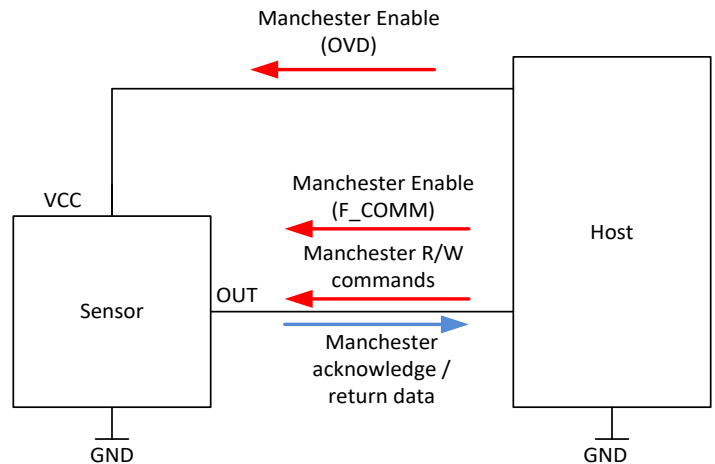 Manchester Enable
(OVD)
VCC
Manchester Enable
(F_COMM)
Host
Manchester R/W
commands
OUT
Sensor
Manchester
acknowledge /
return data
GND
GND